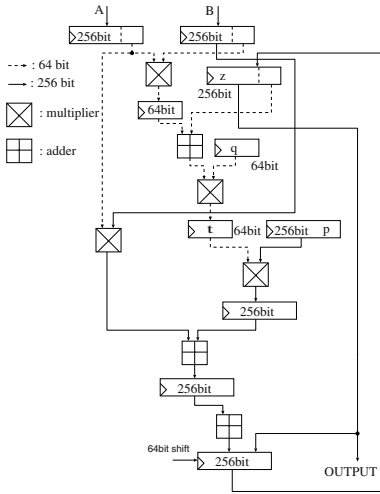 A
B
256bit
256bit
: 64 bit
: 256 bit
z
256bit
64bit
: multiplier
: adder
q
64bit
t
64bit
256bit p
256bit
256bit
64bit shift
256bit
OUTPUT